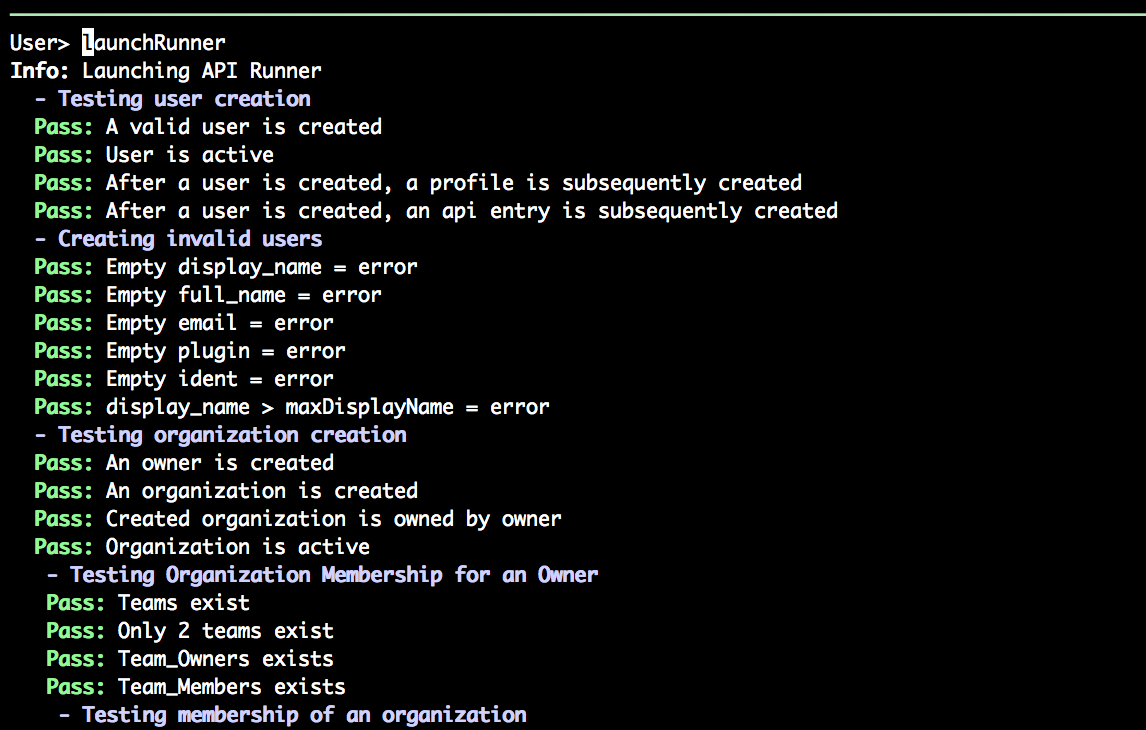 User> launchRunner
Info: Launching API Runner
- Testing user creation
Pass: A valid user is created
Pass: User is active
Pass: After a user is created, a profile is subsequently created
Pass: After a user is created, an api entry is subsequently created
- Creating invalid users
Pass: Empty display_name = error
Pass: Empty full_name = error
Pass: Empty email = error
Pass: Empty plugin = error
Pass: Empty ident = error
Pass: display_name > maxDisplayName = error
- Testing organization creation
Pass: An owner is created
Pass: An organization is created
Pass: Created organization is owned by owner
Pass: Organization is active
- Testing Organization Membership for an Owner
Pass: Teams exist
Pass: Only 2 teams exist
Pass: Team_Owners exists
Pass: Team_Members exists
- Testing membership of an organization